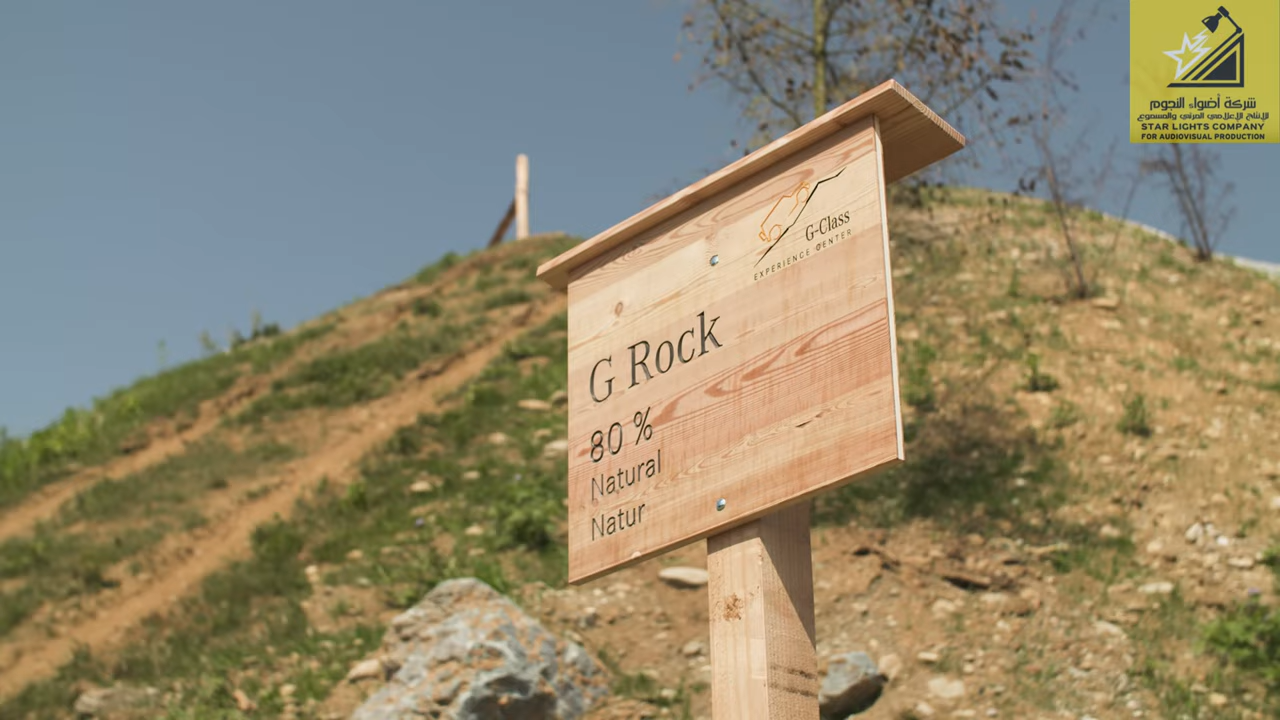 G-Class
EXPERIENCE CENTER
G Rock
80 %
Natural
Natur
شركة أضواء النجوم
للإنتاج الإعلامي المرئي والمسموع
STAR LIGHTS COMPANY
FOR AUDIOVISUAL PRODUCTION